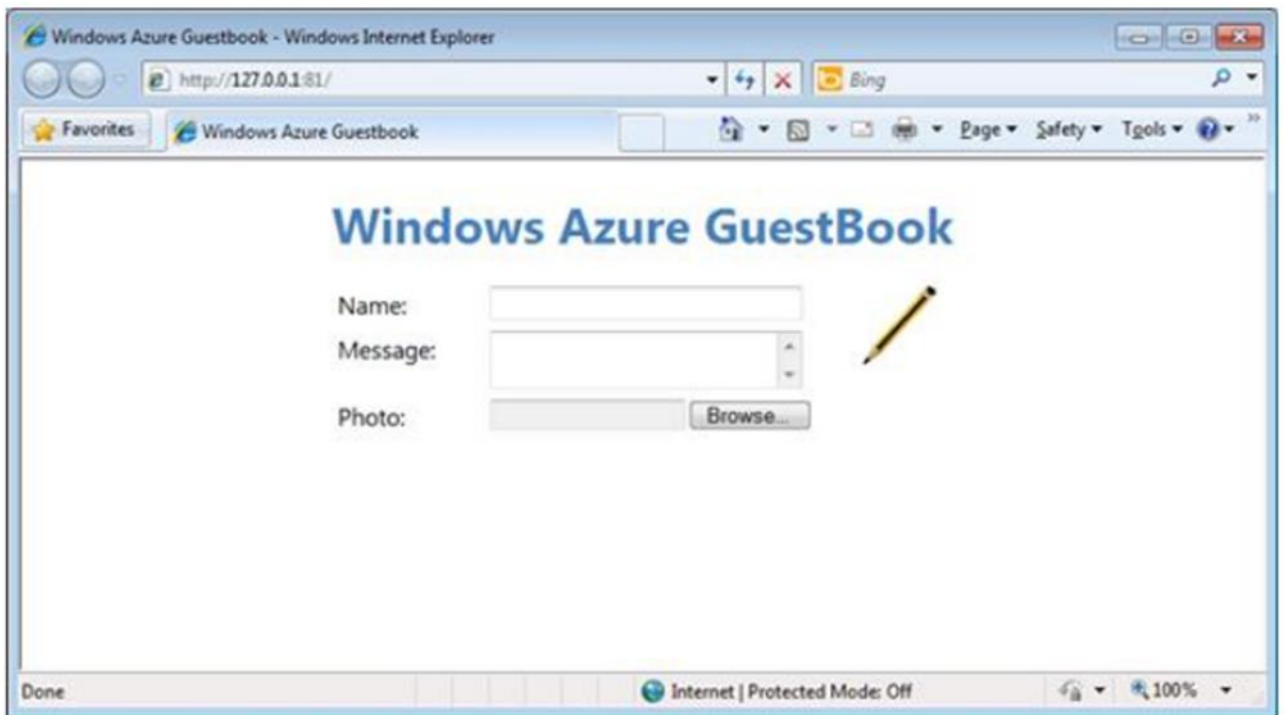 Windows Azure Guestbook - Windows Internet Explorer
http://127.0.0.1:81/
Bing
Favorites
Windows Azure Guestbook
Page
Safety
Tools
Windows Azure GuestBook
Name:
Message:
Photo:
Browse...
Done
Internet | Protected Mode: Off
100%